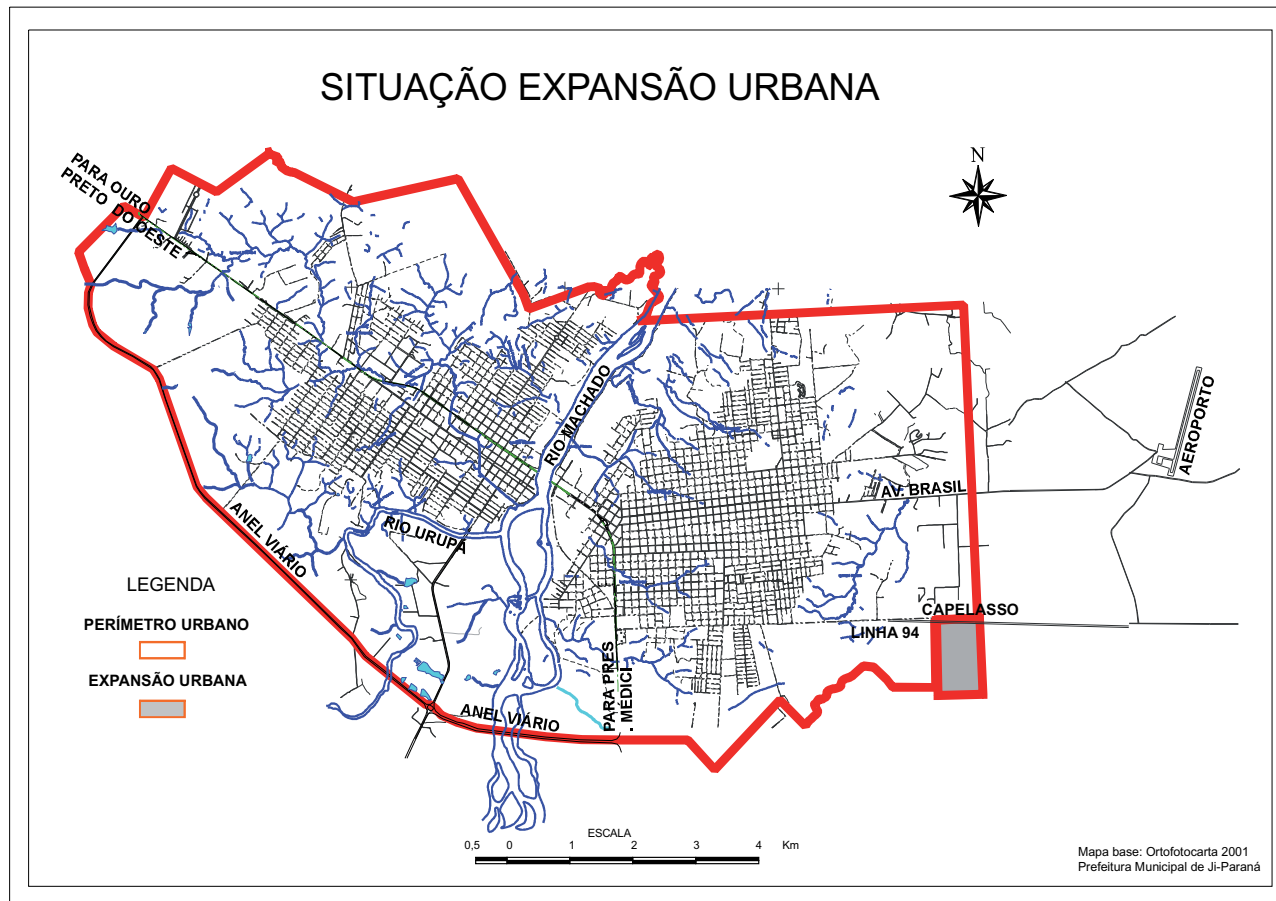 SITUAÇÃO EXPANSÃO URBANA
N
PARA OURO
PRETO DO OESTE
RIO MACHADO
AEROPORTO
AV. BRASIL
ANEL VIÁRIO
RIO URUPÁ
LEGENDA
PERÍMETRO URBANO
EXPANSÃO URBANA
CAPELASSO
LINHA 94
PARA PRES
. MÉDICI
ANEL VIÁRIO
ESCALA
0,5 0 1 2 3 4 Km
Mapa base: Ortofotocarta 2001
Prefeitura Municipal de Ji-Paraná